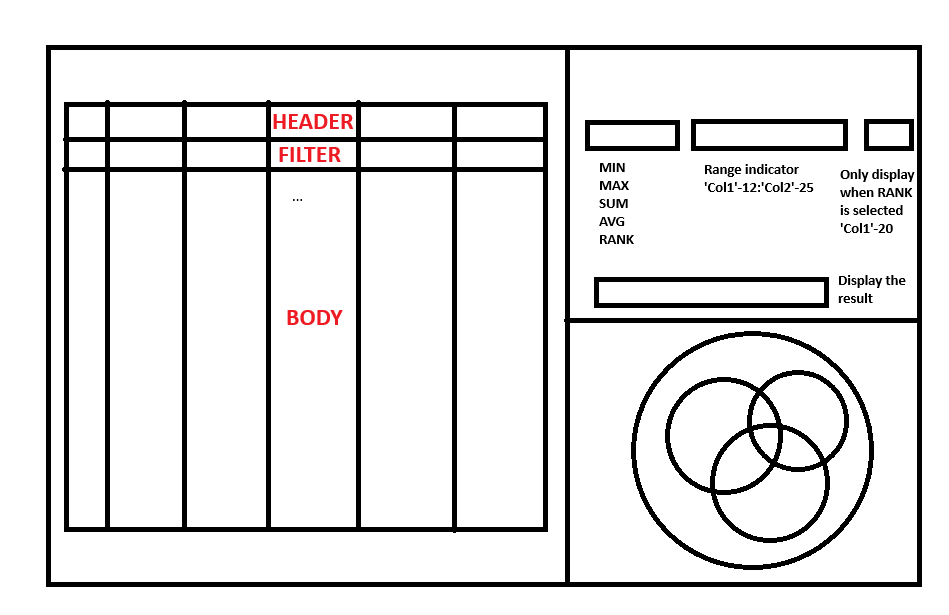 HEADER
FILTER
...
BODY
MIN
MAX
SUM
AVG
RANK
Range indicator
'Col1'-12:'Col2'-25
Only display
when RANK
is selected
'Col1'-20
Display the
result